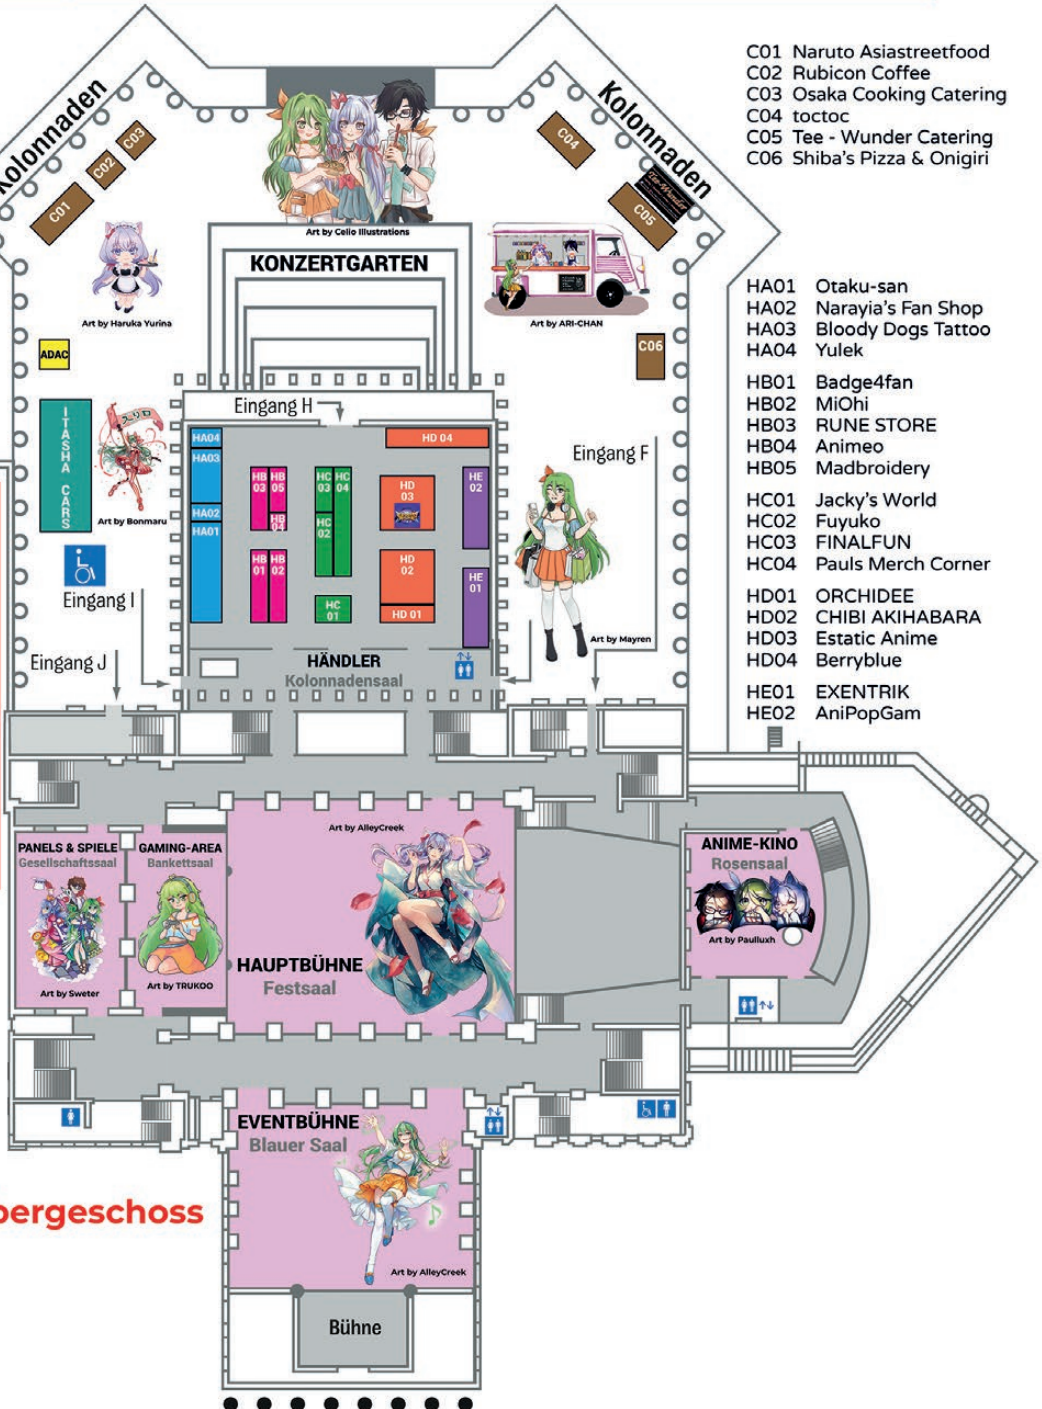 Kolonnaden
Kolonnaden
C03
C02
C01
C04
C05
Tee-Wunder
C06
C01 Naruto Asiastreetfood
C02 Rubicon Coffee
C03 Osaka Cooking Catering
C04 toctoc
C05 Tee - Wunder Catering
C06 Shiba's Pizza & Onigiri
Art by Celio Illustrations
KONZERTGARTEN
Art by Haruka Yurina
Art by ARI-CHAN
ADAC
ITASHA CARS
Art by Bonmaru
Eingang H
Eingang F
Eingang I
Eingang J
HA04
HA03
HA02
HA01
HB 03
HB 05
HB 04
HB 01
HB 02
HC 03
HC 04
HC 02
HC 01
HD 04
HD 03
HD 02
HD 01
HE 02
HE 01
Art by Mayren
HÄNDLER
Kolonnadensaal
HA01 Otaku-san
HA02 Narayia's Fan Shop
HA03 Bloody Dogs Tattoo
HA04 Yulek
HB01 Badge4fan
HB02 MiOhi
HB03 RUNE STORE
HB04 Animeo
HB05 Madbroidery
HC01 Jacky's World
HC02 Fuyuko
HC03 FINALFUN
HC04 Pauls Merch Corner
HD01 ORCHIDEE
HD02 CHIBI AKIHABARA
HD03 Estatic Anime
HD04 Berryblue
HE01 EXENTRIK
HE02 AniPopGam
PANELS & SPIELE
Gesellschaftssaal
Art by Sweter
GAMING-AREA
Bankettsaal
Art by TRUKOO
Art by AlleyCreek
HAUPTBÜHNE
Festsaal
ANIME-KINO
Rosensaal
Art by Paulluxh
EVENTBÜHNE
Blauer Saal
Art by AlleyCreek
bergeschoss
Bühne